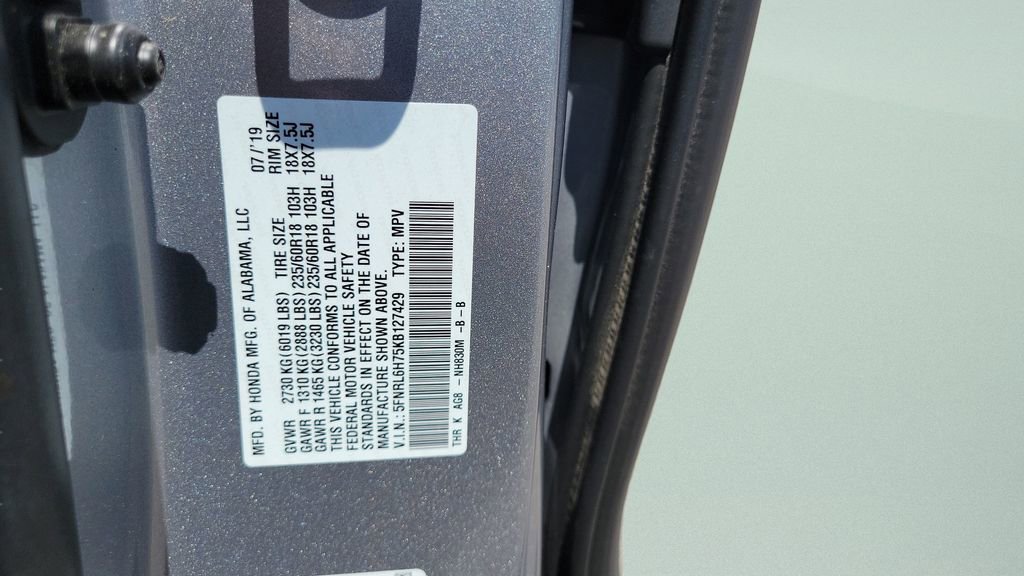 MFD. BY HONDA MFG. OF ALABAMA, LLC 07/'19
GVWR 2730 KG(6019 LBS) TIRE SIZE RIM SIZE
GAWR F 1310 KG(2888 LBS)235/60R18 103H 18X7.5J
GAWR R 1465 KG(3230 LBS)235/60R18 103H 18X7.5J
THIS VEHICLE CONFORMS TO ALL APPLICABLE
FEDERAL MOTOR VEHICLE SAFETY
STANDARDS IN EFFECT ON THE DATE OF
MANUFACTURE SHOWN ABOVE.
V.I.N.:5FNRL6H75KB127429 TYPE: MPV
THR K AG8 -NH830M -B -B